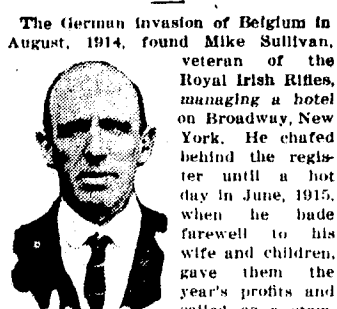 The German invasion of Belgium in
August, 1914, found Mike Sullivan,
veteran of the
Royal Irish Rifles,
managing a hotel
on Broadway, New
York. He chafed
behind the regis-
ter until a hot
day in June, 1915,
when he bade
farewell to his
wife and children,
gave them the
year's profits and